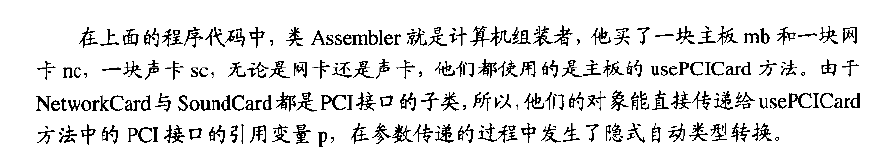 在上面的程序代码中，类 Assembler 就是计算机组装者，他买了一块主板 mb 和一块网
卡 nc，一块声卡 sc，无论是网卡还是声卡，他们都使用的是主板的 usePCICard 方法。由于
NetworkCard 与 SoundCard 都是 PCI 接口的子类，所以，他们的对象能直接传递给 usePCICard
方法中的 PCI 接口的引用变量 p，在参数传递的过程中发生了隐式自动类型转换。